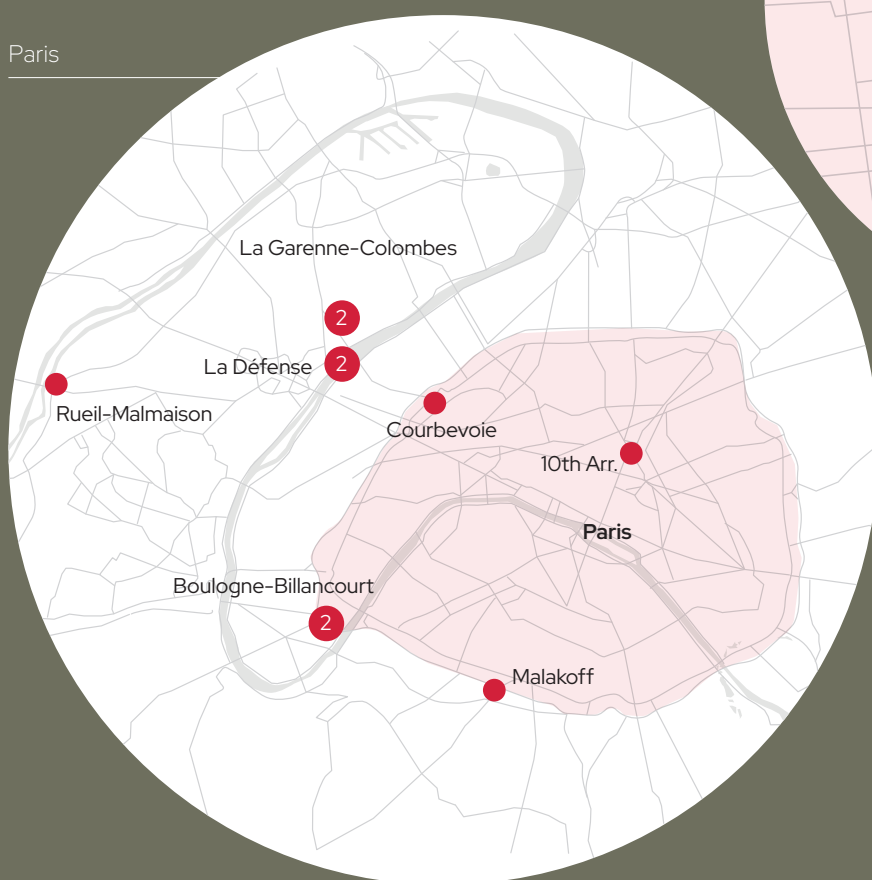 Paris
La Garenne-Colombes
2
La Défense
2
Rueil-Malmaison
Courbevoie
10th Arr.
Paris
Boulogne-Billancourt
2
Malakoff